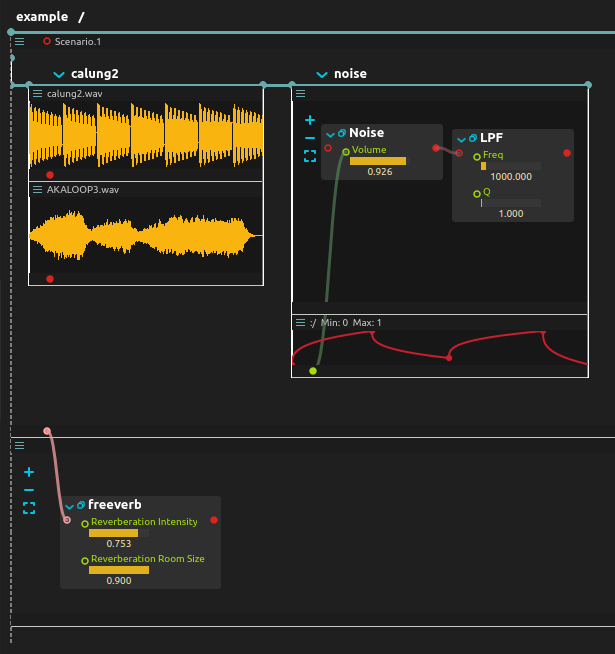 example /
Scenario.1
calung2
noise
calung2.wav
Noise
Volume
0.926
LPF
Freq
1000.000
Q
1.000
AKALOOP3.wav
:/ Min: 0 Max: 1
freeverb
Reverberation Intensity
0.753
Reverberation Room Size
0.900